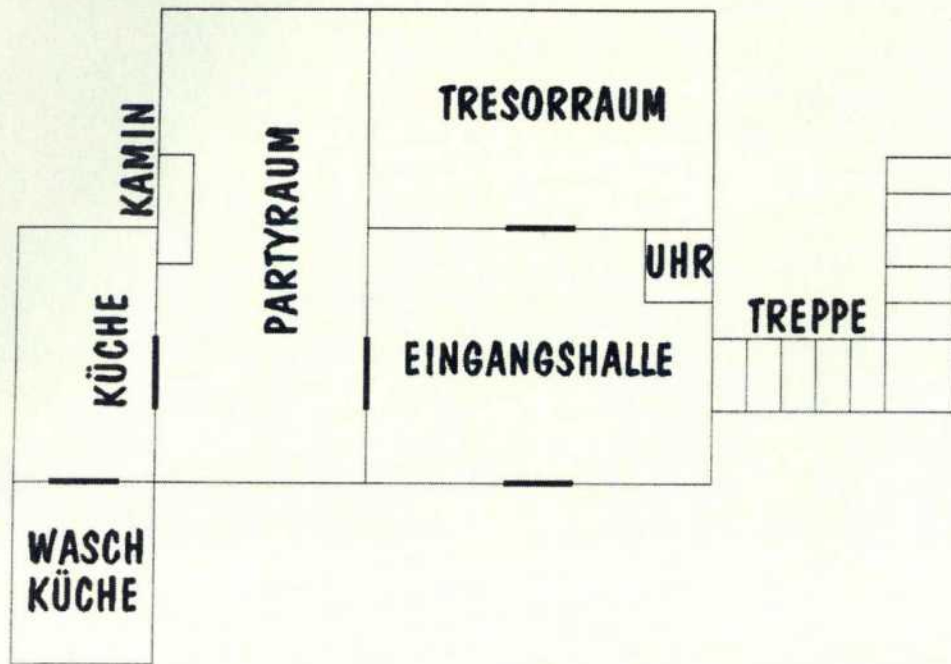 TRESORRAUM
KAMIN
PARTYRAUM
UHR
KÜCHE
EINGANGSHALLE
TREPPE
WASCH
KÜCHE